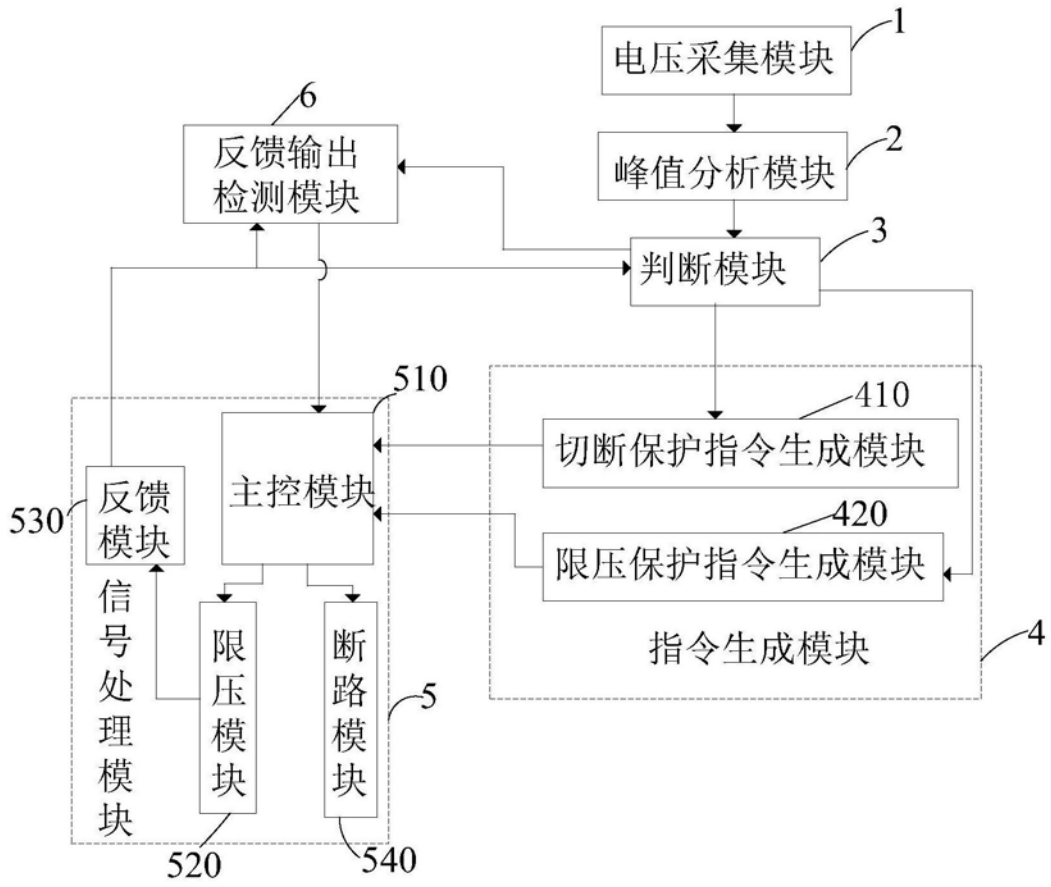 1
电压采集模块
6
反馈输出
检测模块
2
峰值分析模块
3
判断模块
510
410
切断保护指令生成模块
主控模块
530
反馈
模块
420
限压保护指令生成模块
信号处理模块
限压模块
断路模块
指令生成模块
4
5
520
540